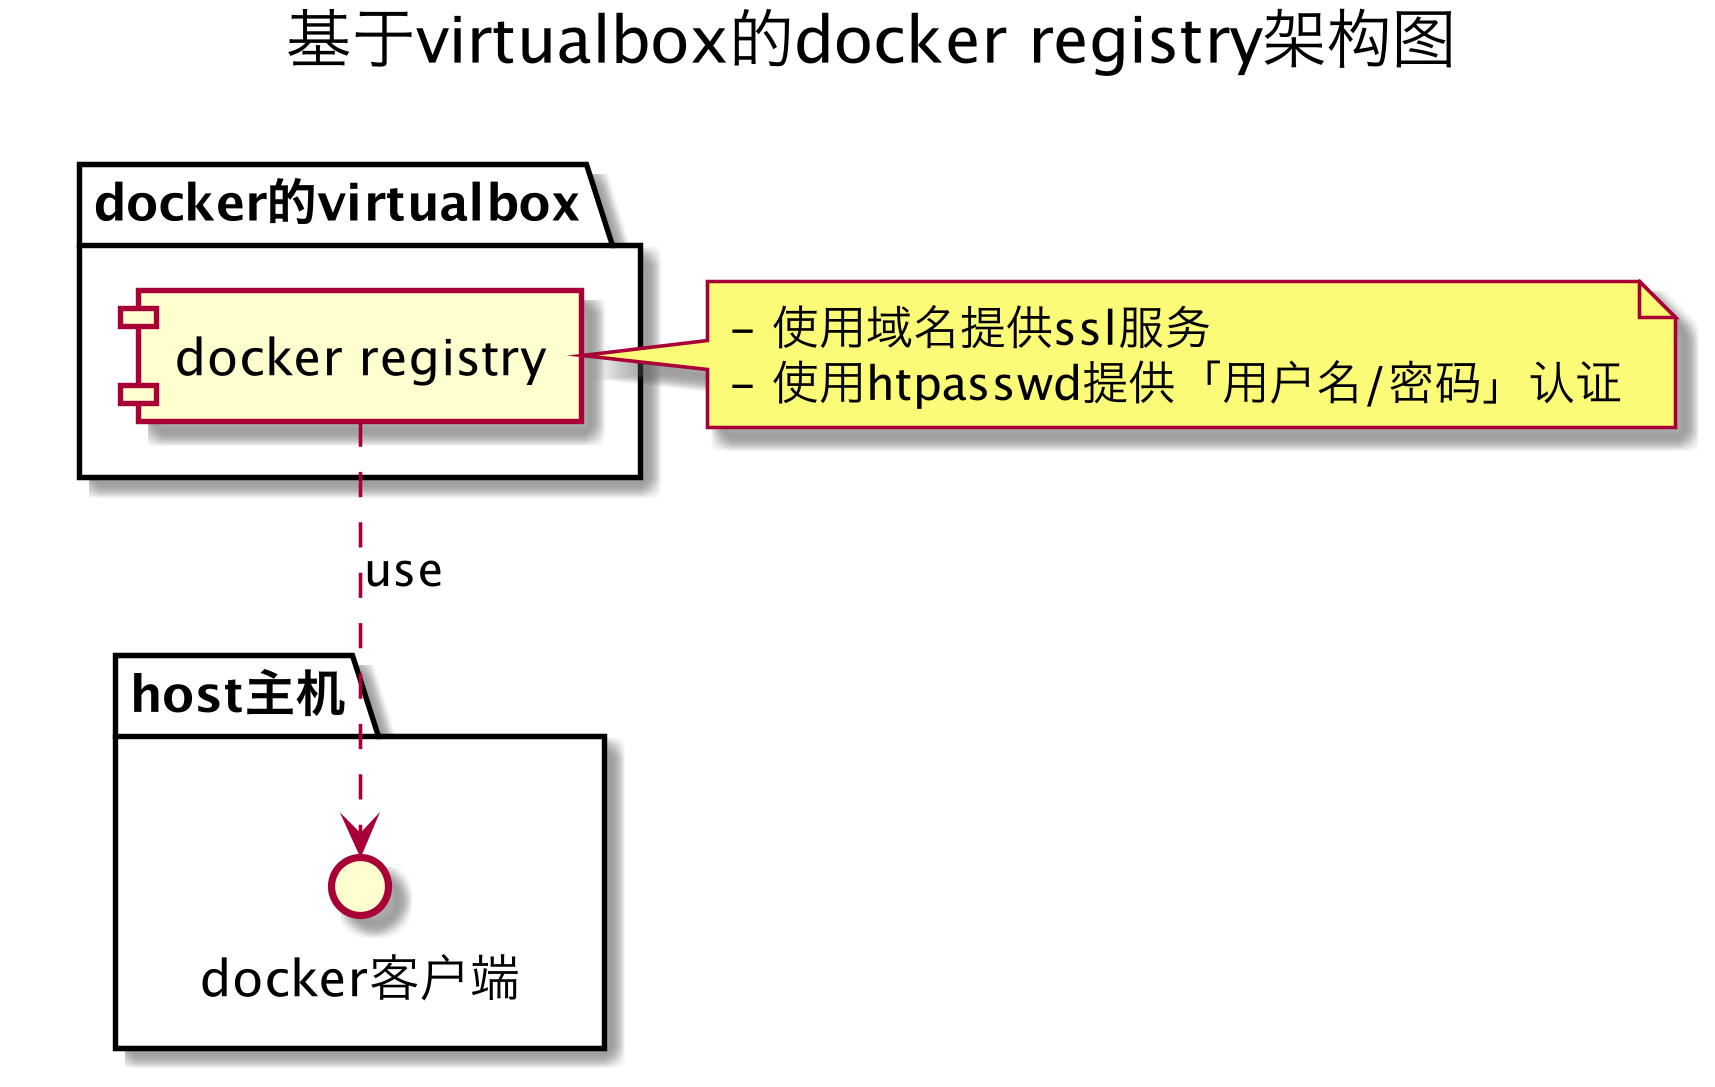 基于virtualbox的docker registry架构图
docker的virtualbox
docker registry
- 使用域名提供ssl服务
- 使用htpasswd提供「用户名/密码」认证
use
host主机
docker客户端